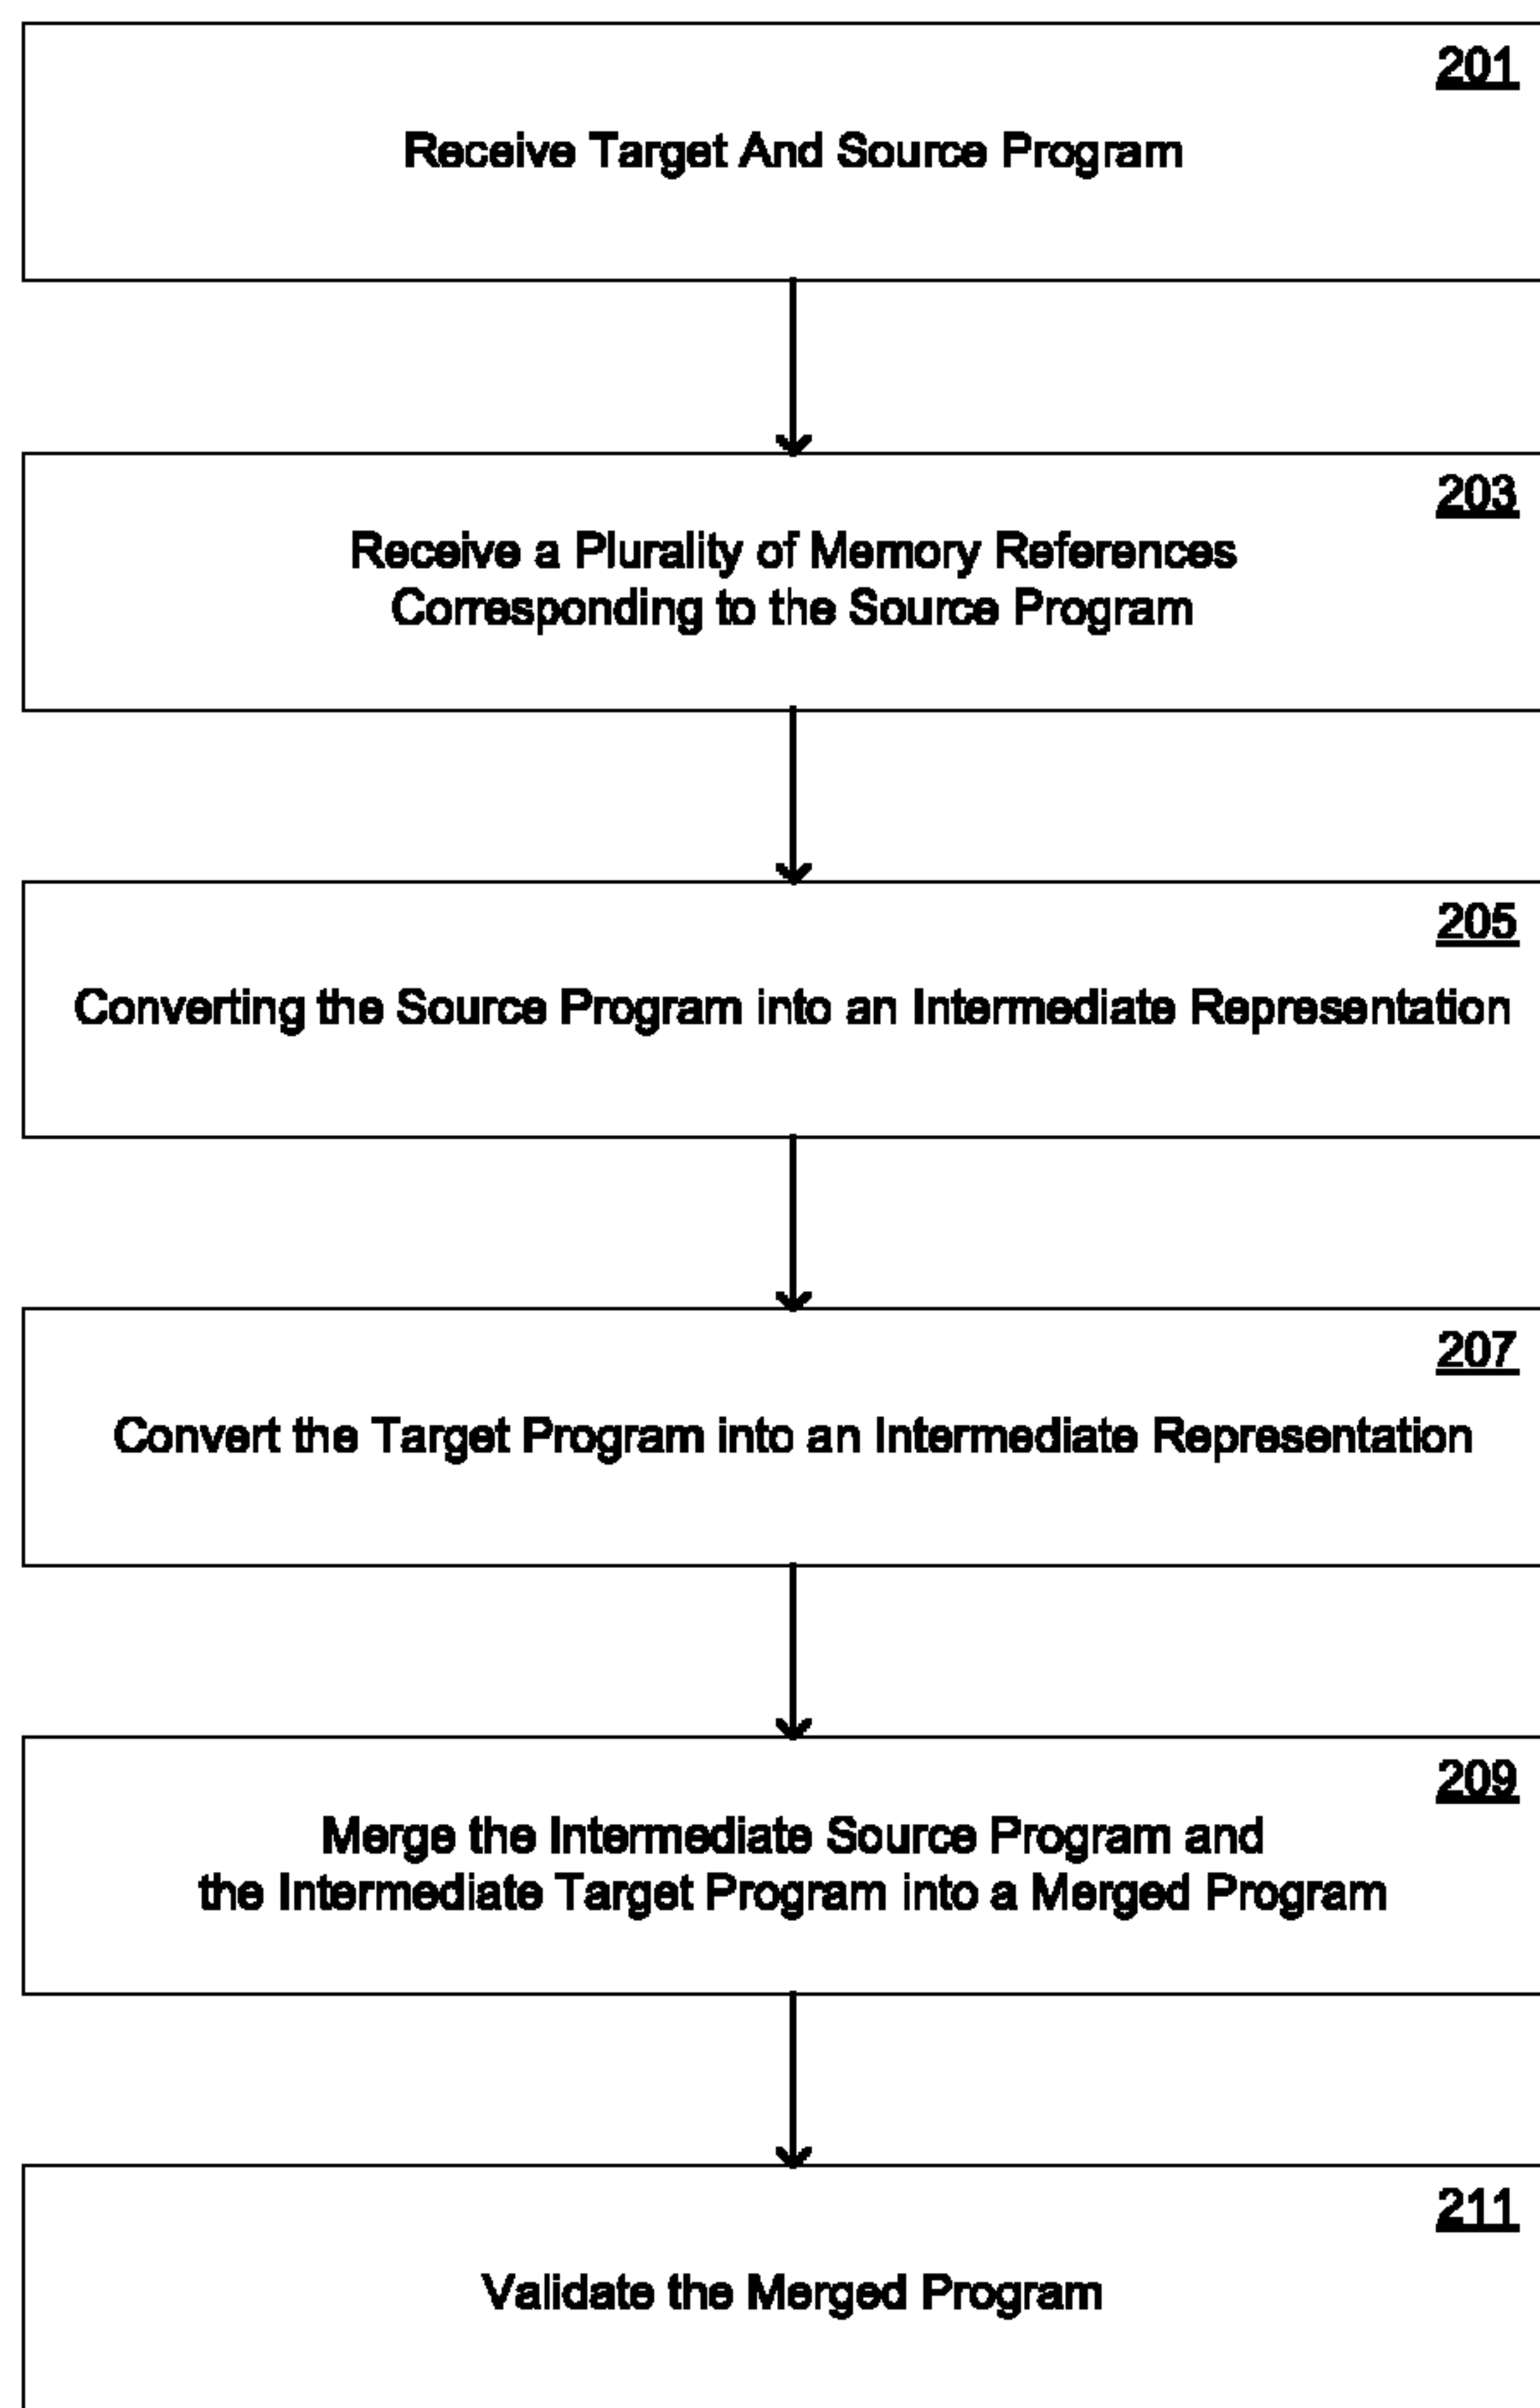 201
Receive Target And Source Program
203
Receive a Plurality of Memory References
Corresponding to the Source Program
205
Converting the Source Program into an Intermediate Representation
207
Convert the Target Program into an Intermediate Representation
209
Merge the Intermediate Source Program and
the Intermediate Target Program into a Merged Program
211
Validate the Merged Program